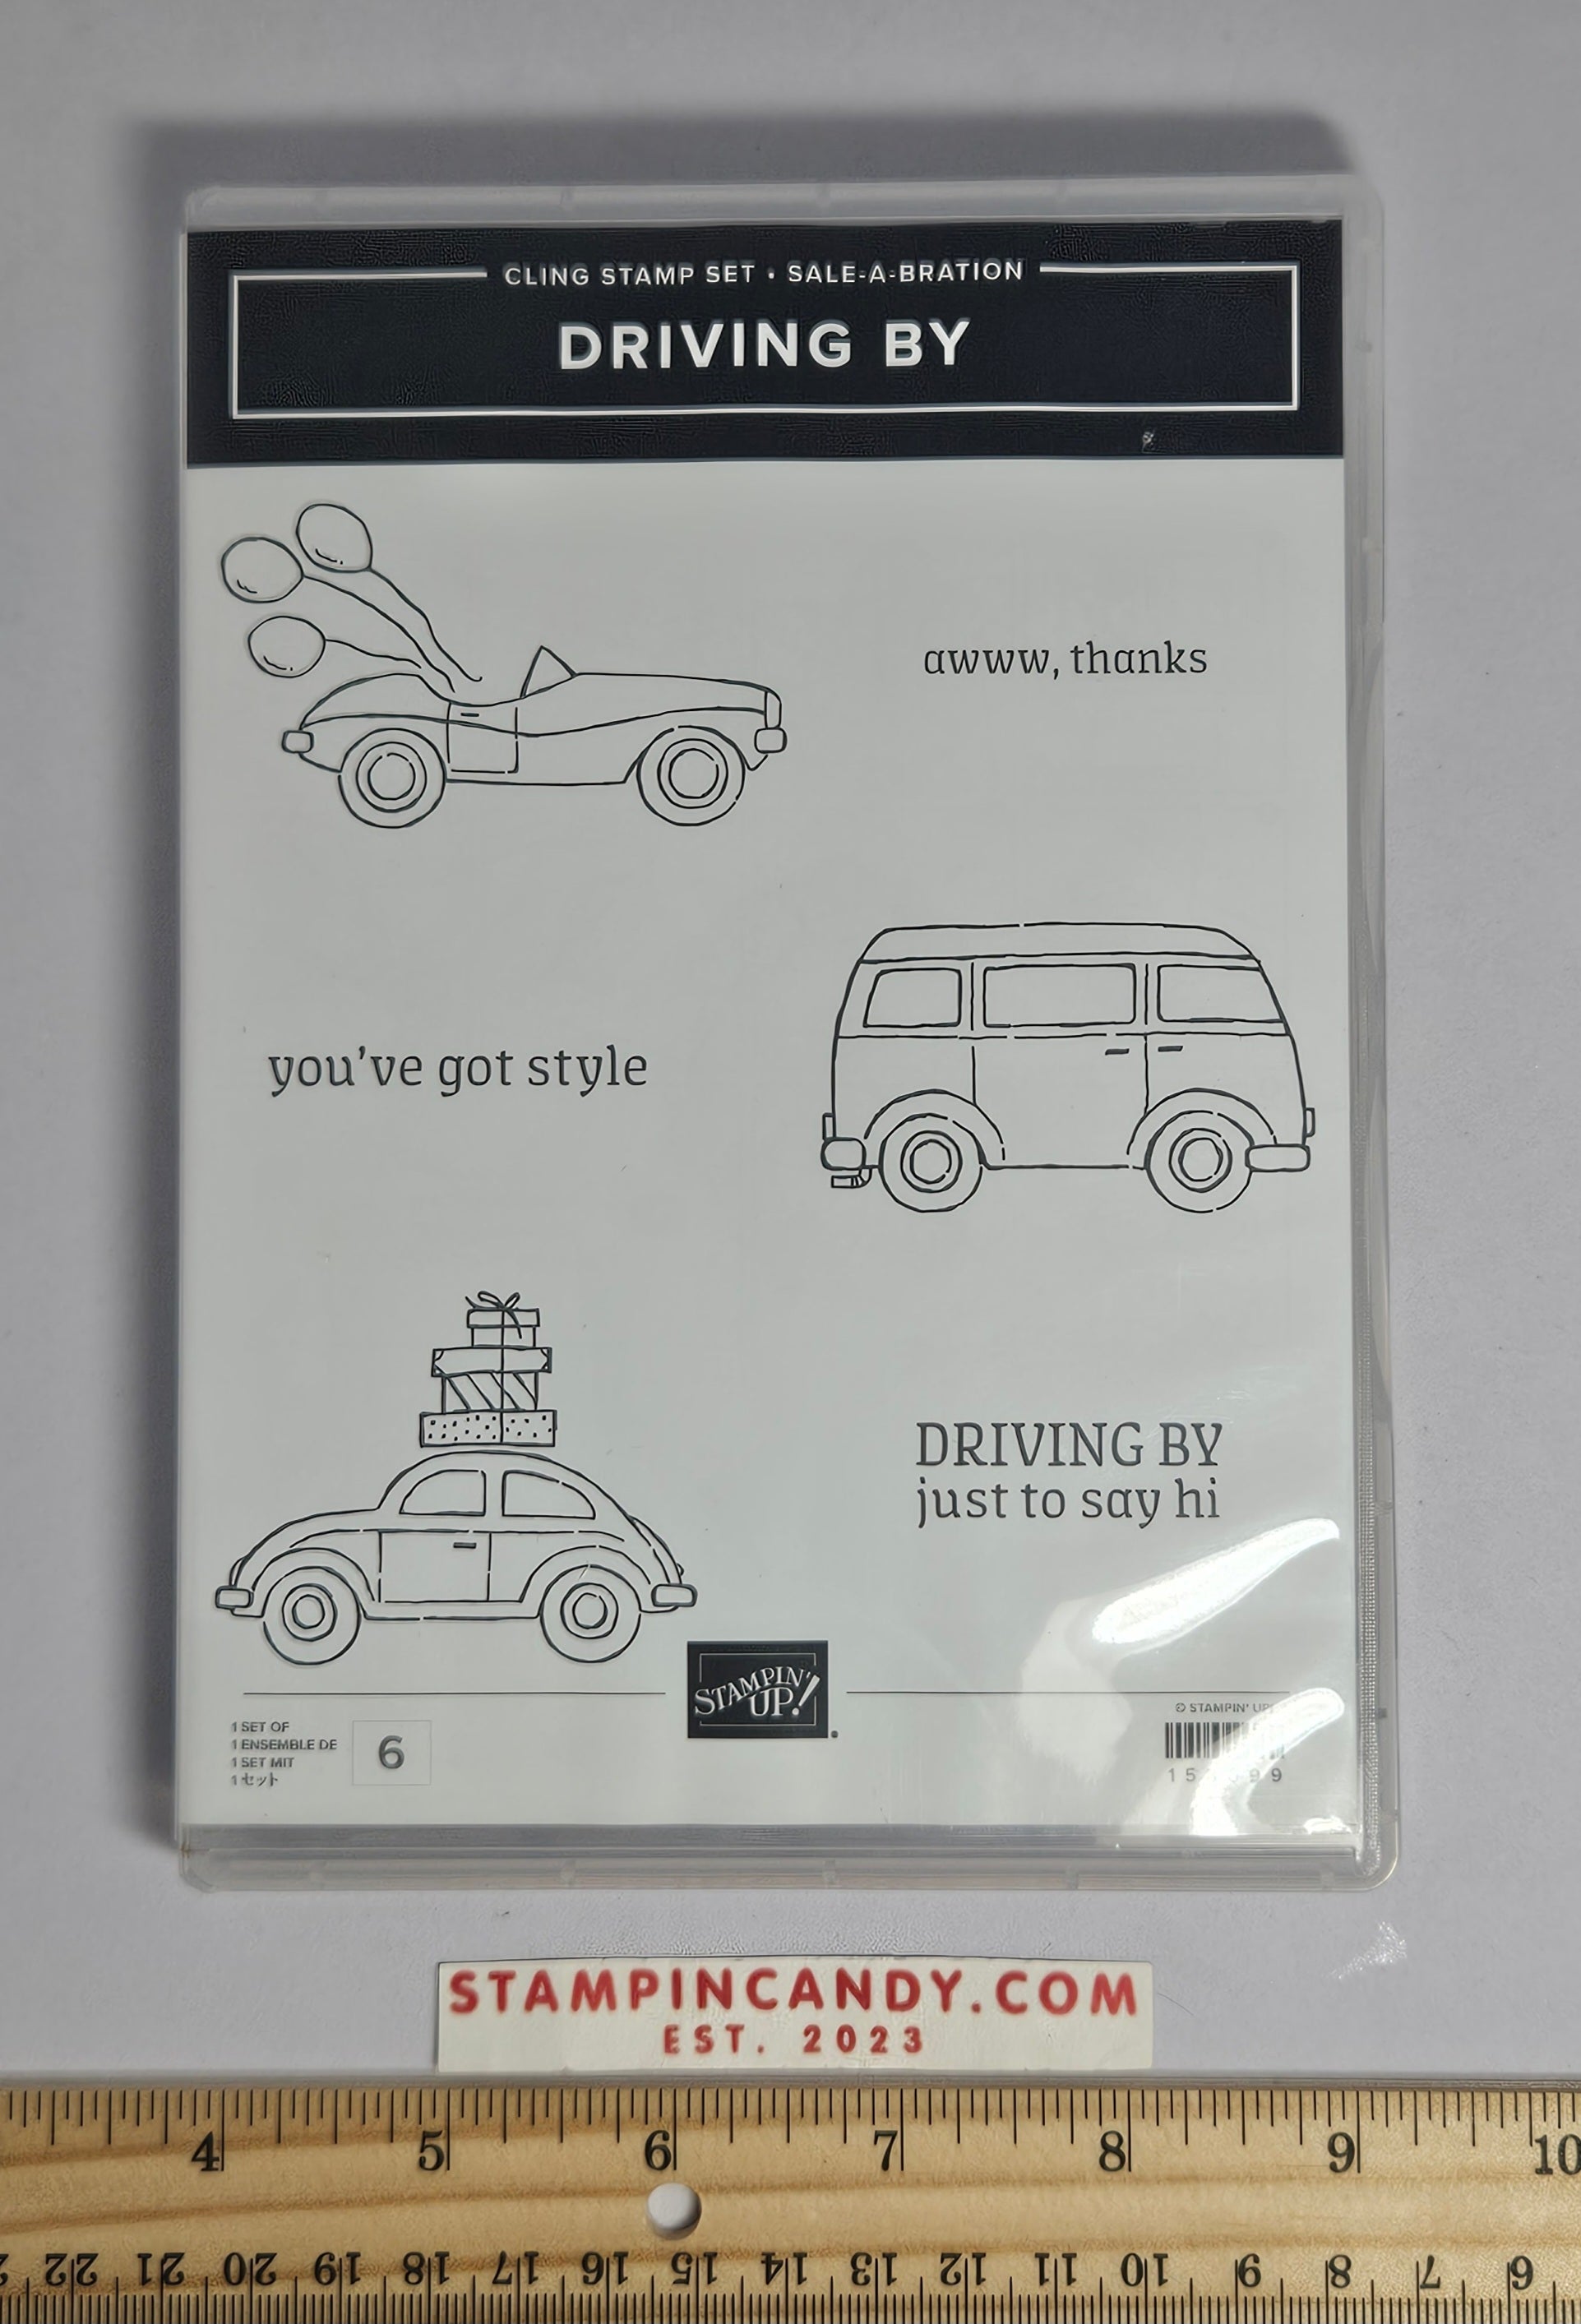 CLING STAMP SET • SALE-A-BRATION
DRIVING BY
awww, thanks
you've got style
DRIVING BY
just to say hi
STAMPIN' UP!
1 SET OF
1 ENSEMBLE DE
1 SET MIT
1セット
6
© STAMPIN' UP!
STAMPINCANDY.COM
EST. 2023
4 5 6 7 8 9 10
22 21 20 19 18 17 16 15 14 13 12 11 10 9 8 7 6